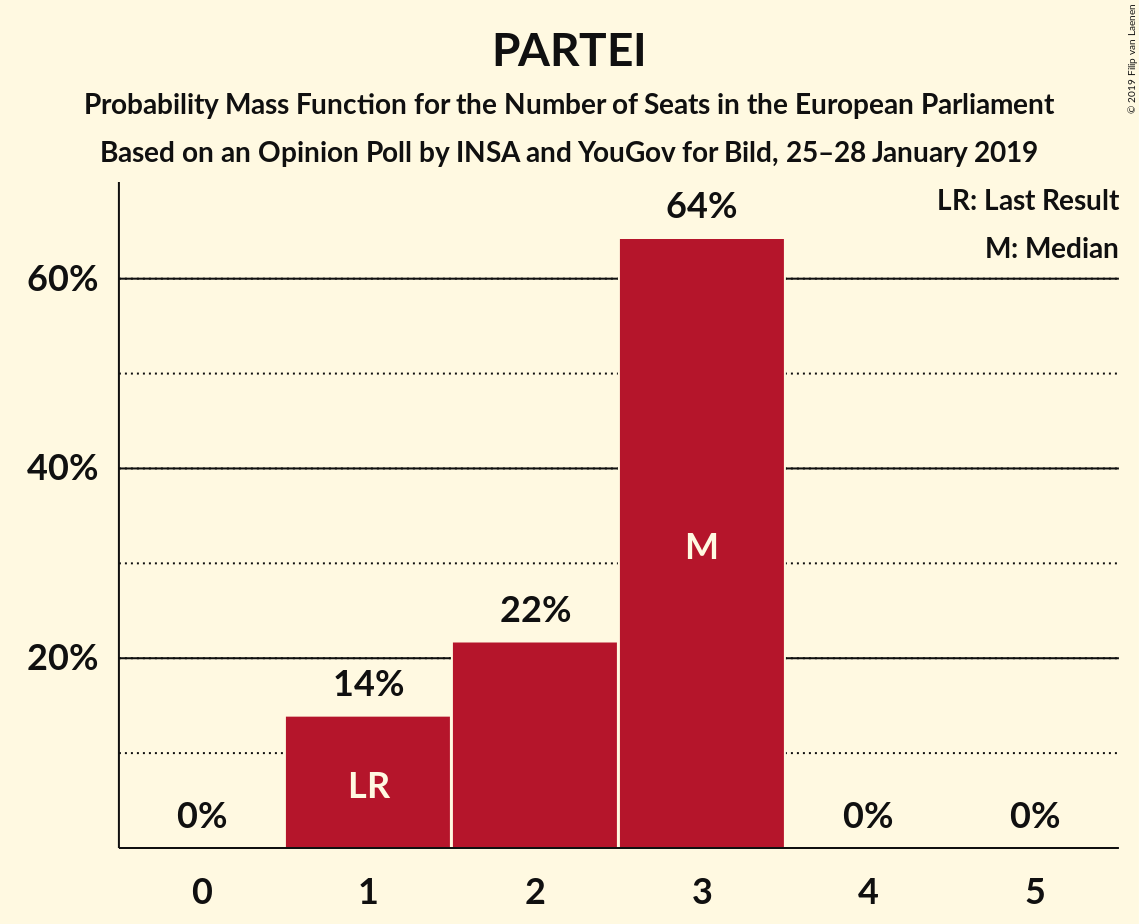 PARTEI
Probability Mass Function for the Number of Seats in the European Parliament
Based on an Opinion Poll by INSA and YouGov for Bild, 25–28 January 2019
© 2019 Filip van Laenen
LR: Last Result
M: Median
60%
40%
20%
0%
14%
22%
64%
0%
0%
LR
M
0 1 2 3 4 5